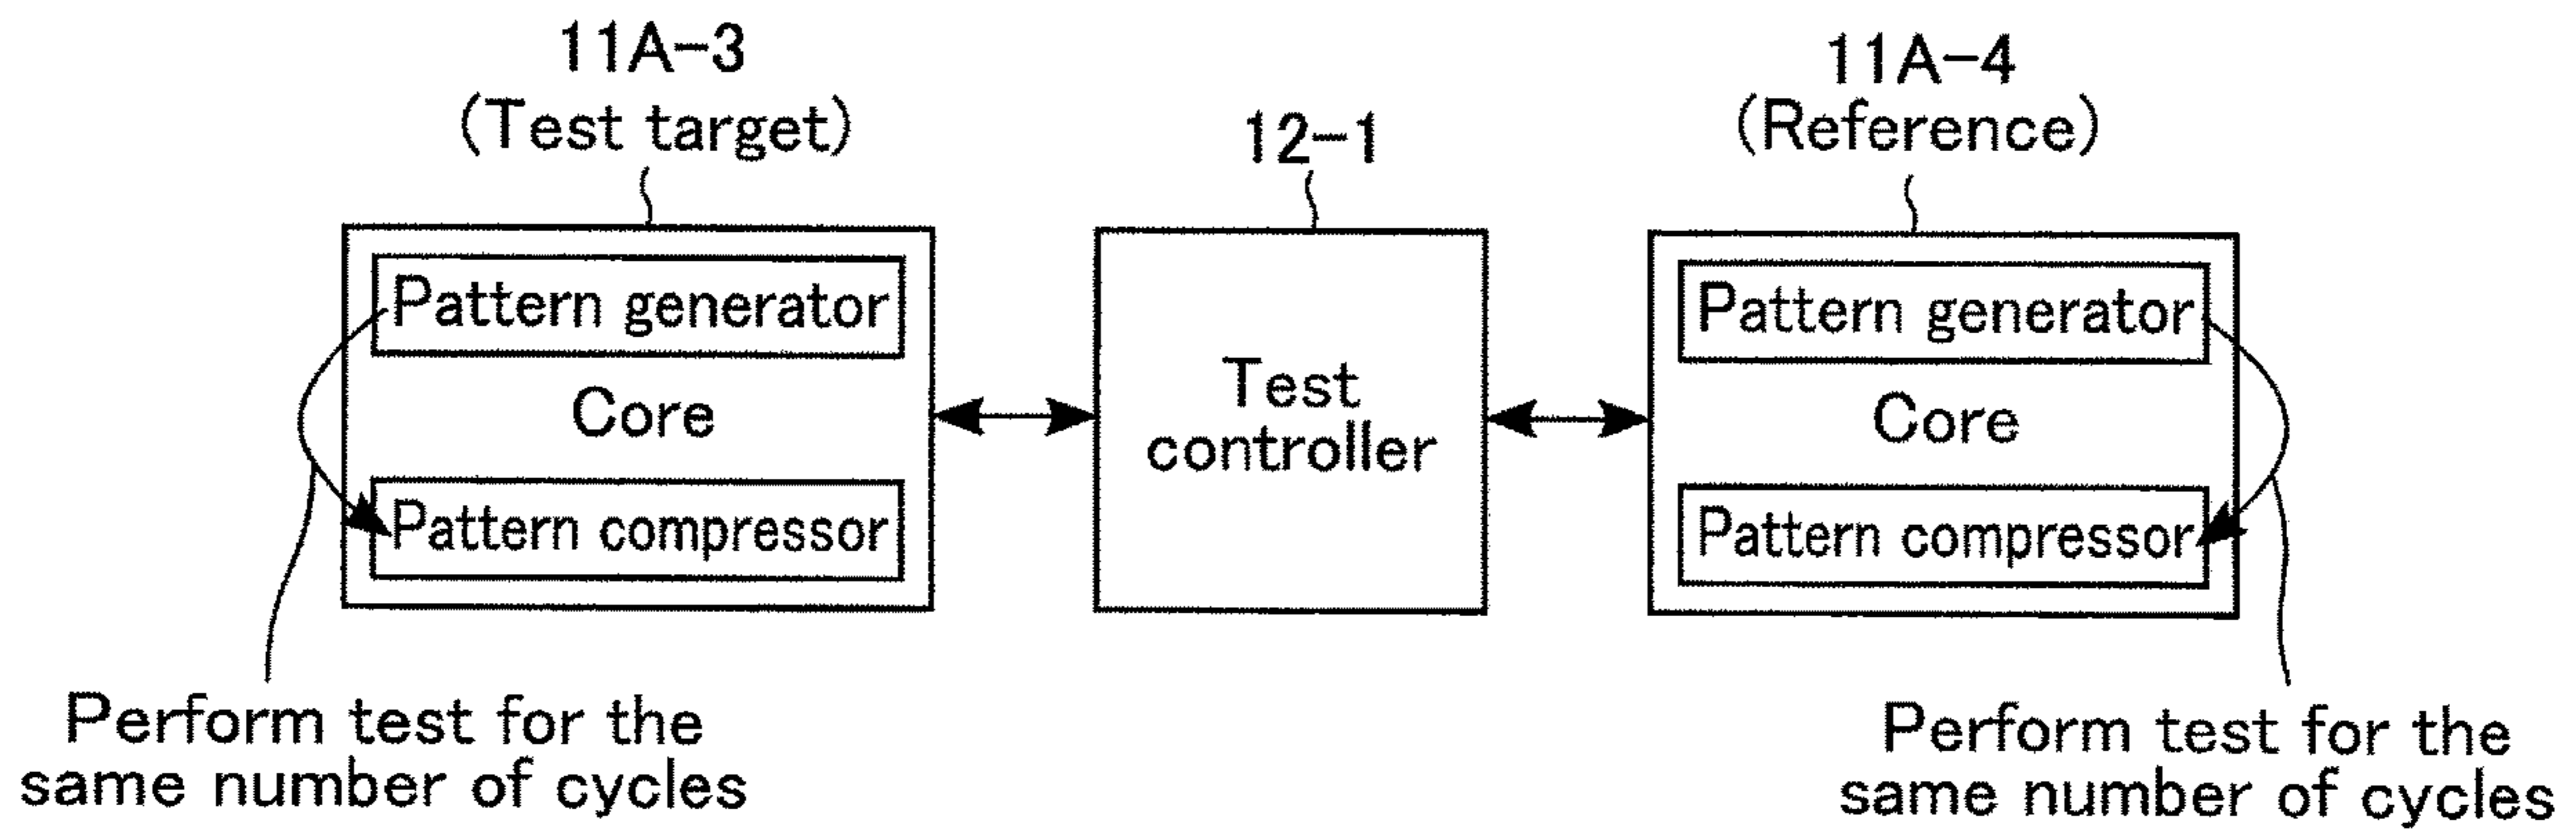 11A-3
(Test target)
12-1
11A-4
(Reference)
Pattern generator
Core
Pattern compressor
Test
controller
Pattern generator
Core
Pattern compressor
Perform test for the
same number of cycles
Perform test for the
same number of cycles